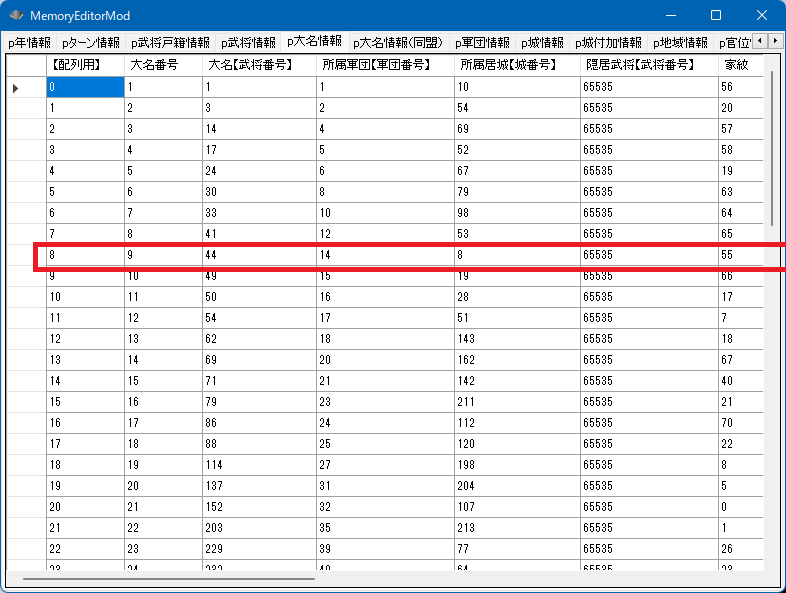 MemoryEditorMod
p年情報 pターン情報 p武将戸籍情報 p武将情報 p大名情報 p大名情報(同盟) p軍団情報 p城情報 p城付加情報 p地域情報 p官位
【配列用】 大名番号 大名【武将番号】 所属軍団【軍団番号】 所属居城【城番号】 隠居武将【武将番号】 家紋
0 1 1 1 10 65535 56
1 2 3 2 54 65535 20
2 3 14 4 69 65535 57
3 4 17 5 52 65535 58
4 5 24 6 67 65535 19
5 6 30 8 79 65535 63
6 7 33 10 98 65535 64
7 8 41 12 53 65535 65
8 9 44 14 8 65535 55
9 10 49 15 19 65535 66
10 11 50 16 28 65535 17
11 12 54 17 51 65535 7
12 13 62 18 143 65535 18
13 14 69 20 162 65535 67
14 15 71 21 142 65535 40
15 16 79 23 211 65535 21
16 17 86 24 112 65535 70
17 18 88 25 120 65535 22
18 19 114 27 198 65535 8
19 20 137 31 204 65535 5
20 21 152 32 107 65535 0
21 22 203 35 213 65535 1
22 23 229 39 77 65535 26
23 24 232 40 64 65535 23